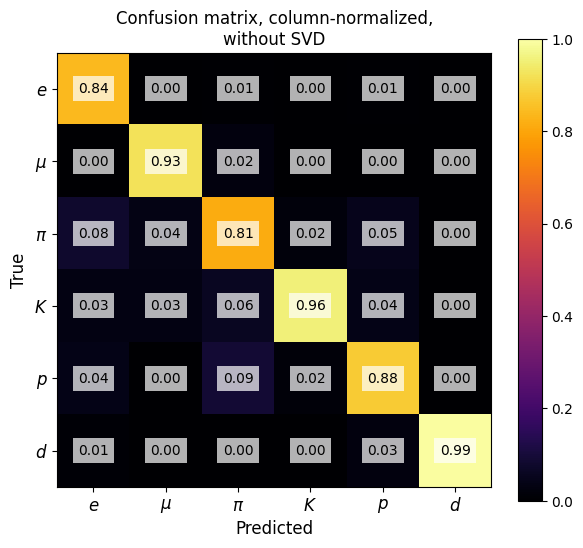 Confusion matrix, column-normalized,
without SVD
e 0.84 0.00 0.01 0.00 0.01 0.00
μ 0.00 0.93 0.02 0.00 0.00 0.00
π 0.08 0.04 0.81 0.02 0.05 0.00
K 0.03 0.03 0.06 0.96 0.04 0.00
p 0.04 0.00 0.09 0.02 0.88 0.00
d 0.01 0.00 0.00 0.00 0.03 0.99
e μ π K p d
Predicted
True
1.0
0.8
0.6
0.4
0.2
0.0